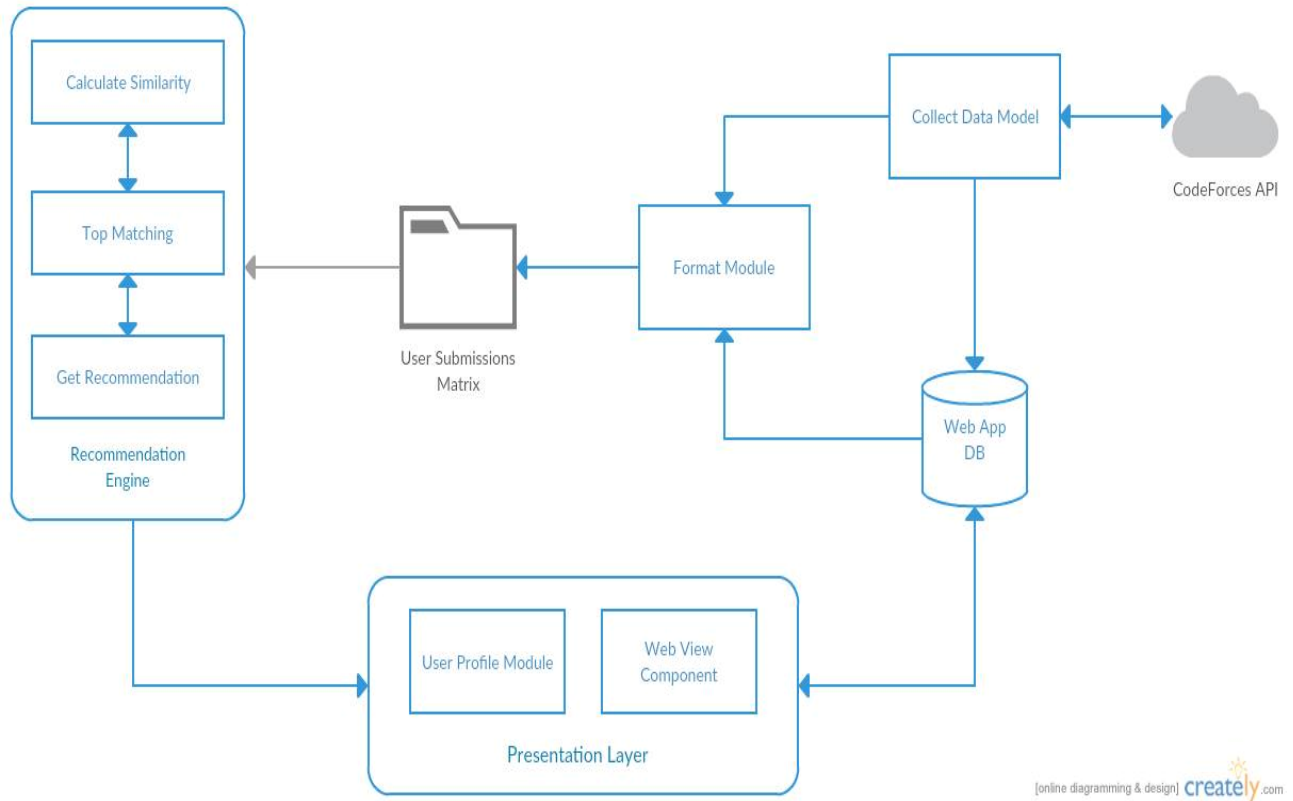 Calculate Similarity
Top Matching
Get Recommendation
Recommendation
Engine
User Submissions
Matrix
Format Module
Collect Data Model
CodeForces API
Web App
DB
User Profile Module
Web View
Component
Presentation Layer
[online diagramming & design] creately.com